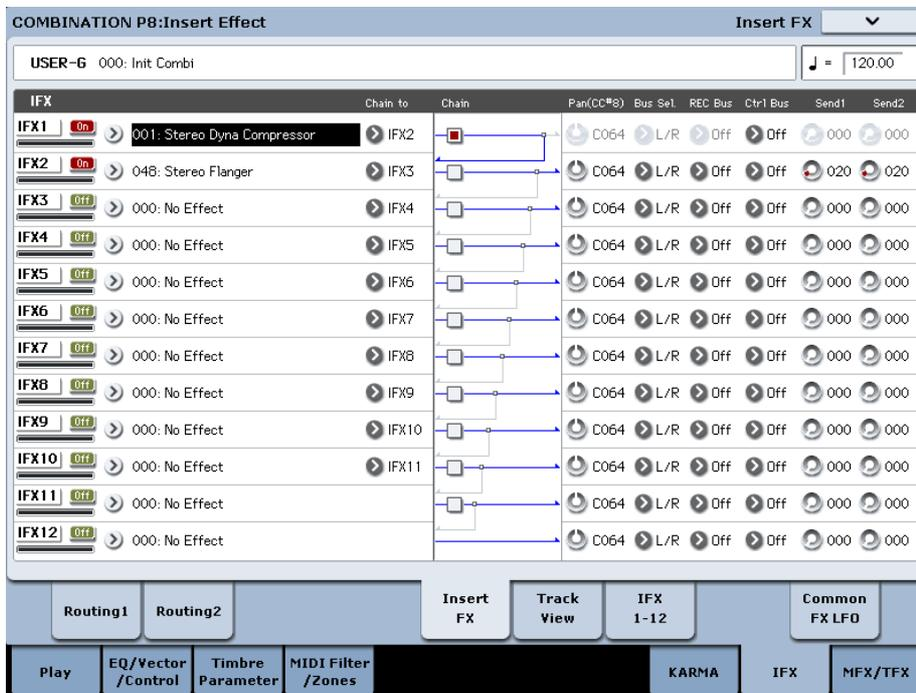 COMBINATION P8:Insert Effect Insert FX
USER-G 000: Init Combi ♩ = 120.00
IFX Chain to Chain Pan(CC#8) Bus Sel. REC Bus Ctrl Bus Send1 Send2
IFX1 On 001: Stereo Dyna Compressor IFX2 C064 L/R Off Off 000 000
IFX2 On 048: Stereo Flanger IFX3 C064 L/R Off Off 020 020
IFX3 Off 000: No Effect IFX4 C064 L/R Off Off 000 000
IFX4 Off 000: No Effect IFX5 C064 L/R Off Off 000 000
IFX5 Off 000: No Effect IFX6 C064 L/R Off Off 000 000
IFX6 Off 000: No Effect IFX7 C064 L/R Off Off 000 000
IFX7 Off 000: No Effect IFX8 C064 L/R Off Off 000 000
IFX8 Off 000: No Effect IFX9 C064 L/R Off Off 000 000
IFX9 Off 000: No Effect IFX10 C064 L/R Off Off 000 000
IFX10 Off 000: No Effect IFX11 C064 L/R Off Off 000 000
IFX11 Off 000: No Effect C064 L/R Off Off 000 000
IFX12 Off 000: No Effect C064 L/R Off Off 000 000
Routing1 Routing2 Insert FX Track View IFX 1-12 Common FX LFO
Play EQ/Vector /Control Timbre Parameter MIDI Filter /Zones KARMA IFX MFX/TFX